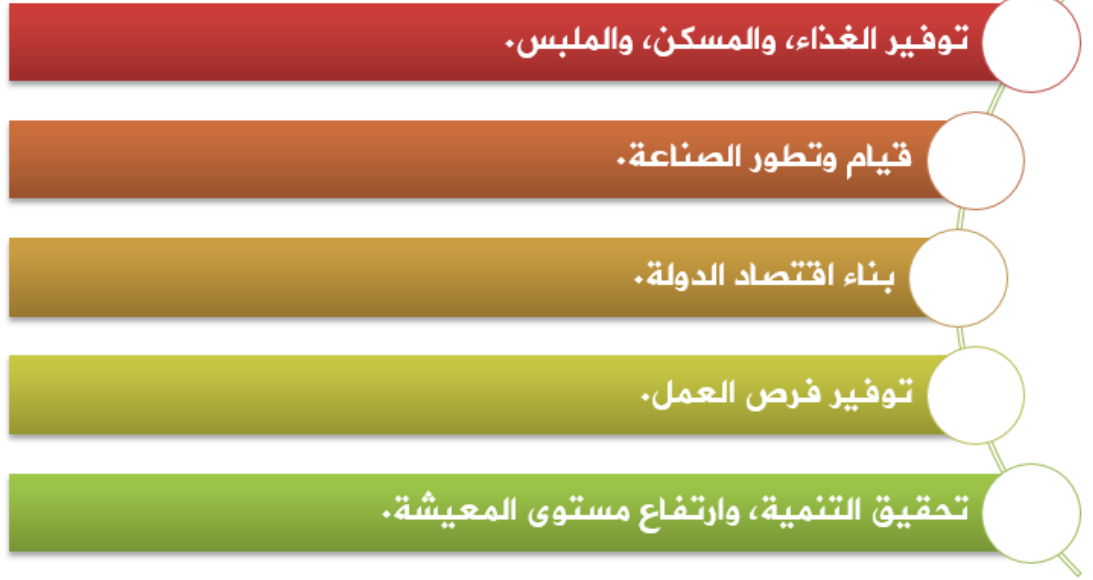 توفير الغذاء، والمسكن، والملبس.
قيام وتطور الصناعة.
بناء اقتصاد الدولة.
توفير فرص العمل.
تحقيق التنمية، وارتفاع مستوى المعيشة.